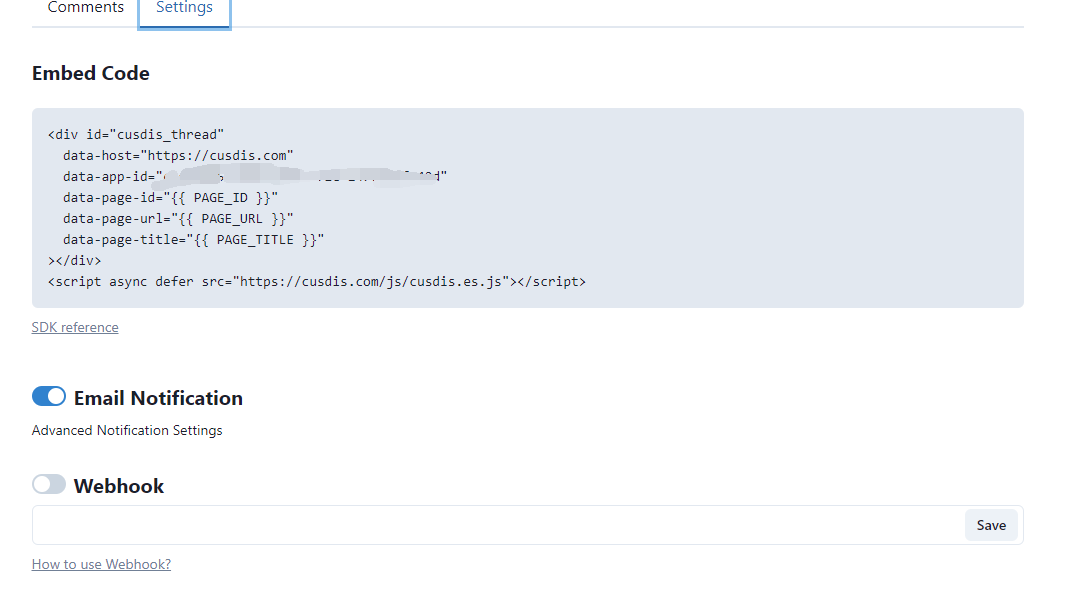 Comments
Settings
Embed Code
<div id="cusdis_thread"
data-host="https://cusdis.com"
data-app-id="
data-page-id="{{ PAGE_ID }}"
data-page-url="{{ PAGE_URL }}"
data-page-title="{{ PAGE_TITLE }}"
></div>
<script async defer src="https://cusdis.com/js/cusdis.es.js"></script>
SDK reference
Email Notification
Advanced Notification Settings
Webhook
Save
How to use Webhook?